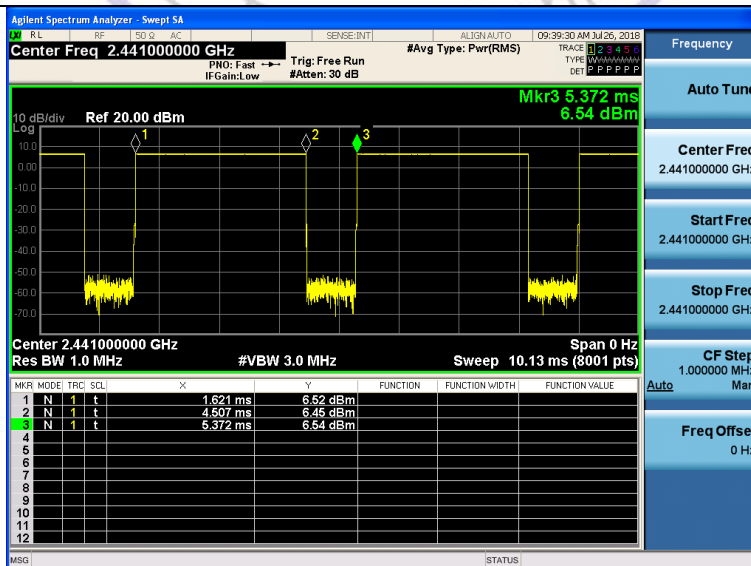 Agilent Spectrum Analyzer - Swept SA
LXI RL RF 50 Ω AC SENSE:INT ALIGN AUTO 09:39:30 AM Jul 26, 2018
Center Freq 2.441000000 GHz #Avg Type: Pwr(RMS) TRACE 1 2 3 4 5 6
PNO: Fast Trig: Free Run TYPE W
IFGain:Low #Atten: 30 dB DET P P P P P P
Mkr3 5.372 ms
10 dB/div Ref 20.00 dBm 6.54 dBm
Log
1 2 3
10.0
0.00
-10.0
-20.0
-30.0
-40.0
-50.0
-60.0
-70.0
Center 2.441000000 GHz Span 0 Hz
Res BW 1.0 MHz #VBW 3.0 MHz Sweep 10.13 ms (8001 pts)
MKR MODE TRC SCL X Y FUNCTION FUNCTION WIDTH FUNCTION VALUE
1 N 1 t 1.621 ms 6.52 dBm
2 N 1 t 4.507 ms 6.45 dBm
3 N 1 t 5.372 ms 6.54 dBm
4
5
6
7
8
9
10
11
12
MSG STATUS
Frequency
Auto Tune
Center Freq
2.441000000 GHz
Start Freq
2.441000000 GHz
Stop Freq
2.441000000 GHz
CF Step
1.000000 MHz
Auto Man
Freq Offset
0 Hz